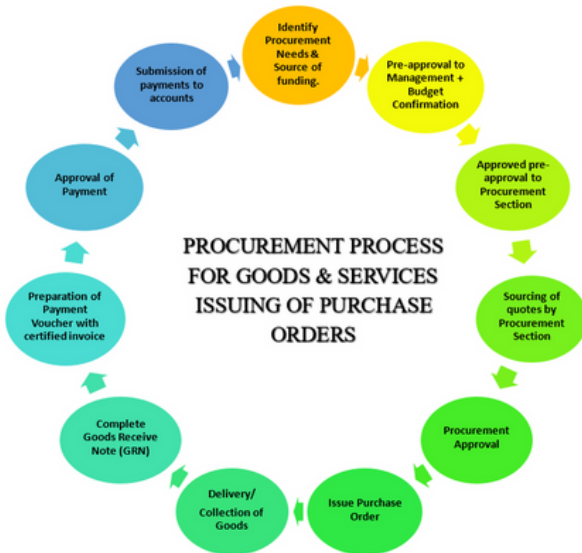 Identify
Procurement
Needs &
Source of
funding.
Pre-approval to
Management +
Budget
Confirmation
Approved pre-
approval to
Procurement
Section
Sourcing of
quotes by
Procurement
Section
Procurement
Approval
Issue Purchase
Order
Delivery/
Collection of
Goods
Complete
Goods Receive
Note (GRN)
Preparation of
Payment
Voucher with
certified invoice
Approval of
Payment
Submission of
payments to
accounts
PROCUREMENT PROCESS
FOR GOODS & SERVICES
ISSUING OF PURCHASE
ORDERS